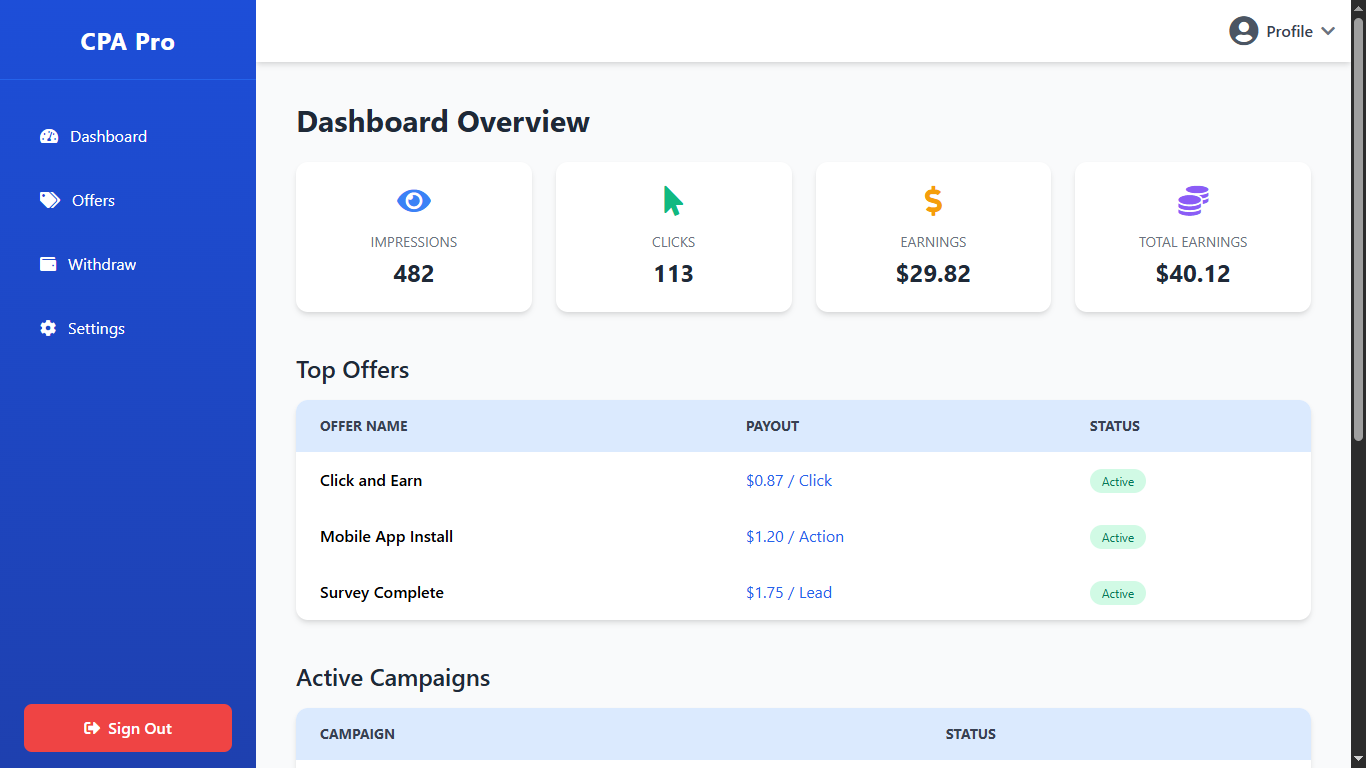 CPA Pro
Profile
Dashboard
Offers
Withdraw
Settings
Sign Out
Dashboard Overview
IMPRESSIONS
482
CLICKS
113
EARNINGS
$29.82
TOTAL EARNINGS
$40.12
Top Offers
OFFER NAME PAYOUT STATUS
Click and Earn $0.87 / Click Active
Mobile App Install $1.20 / Action Active
Survey Complete $1.75 / Lead Active
Active Campaigns
CAMPAIGN STATUS